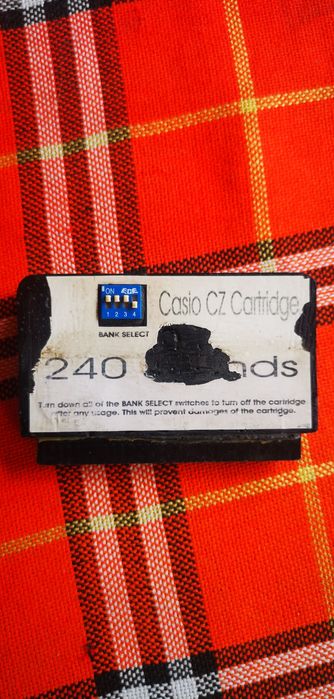 ON
1 2 3 4
Casio CZ Cartridge
BANK SELECT
240 nds
Turn down all of the BANK SELECT switches to turn off the cartridge
after any usage. This will prevent damages of the cartridge.